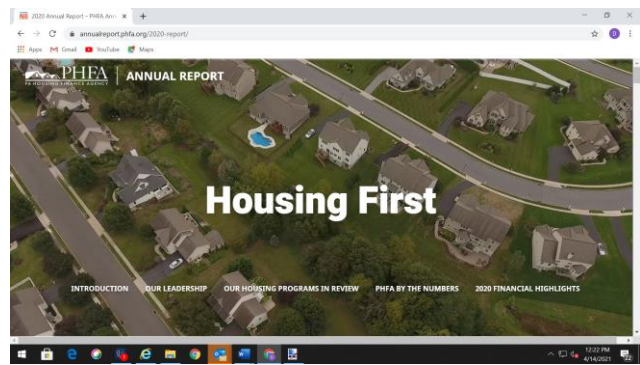 2020 Annual Report - PHFA Ann
annualreport.phfa.org/2020-report/
B
Apps Gmail YouTube Maps
PHFA
PA HOUSING FINANCE AGENCY
ANNUAL REPORT
Housing First
INTRODUCTION OUR LEADERSHIP OUR HOUSING PROGRAMS IN REVIEW PHFA BY THE NUMBERS 2020 FINANCIAL HIGHLIGHTS
12:22 PM
4/14/2021